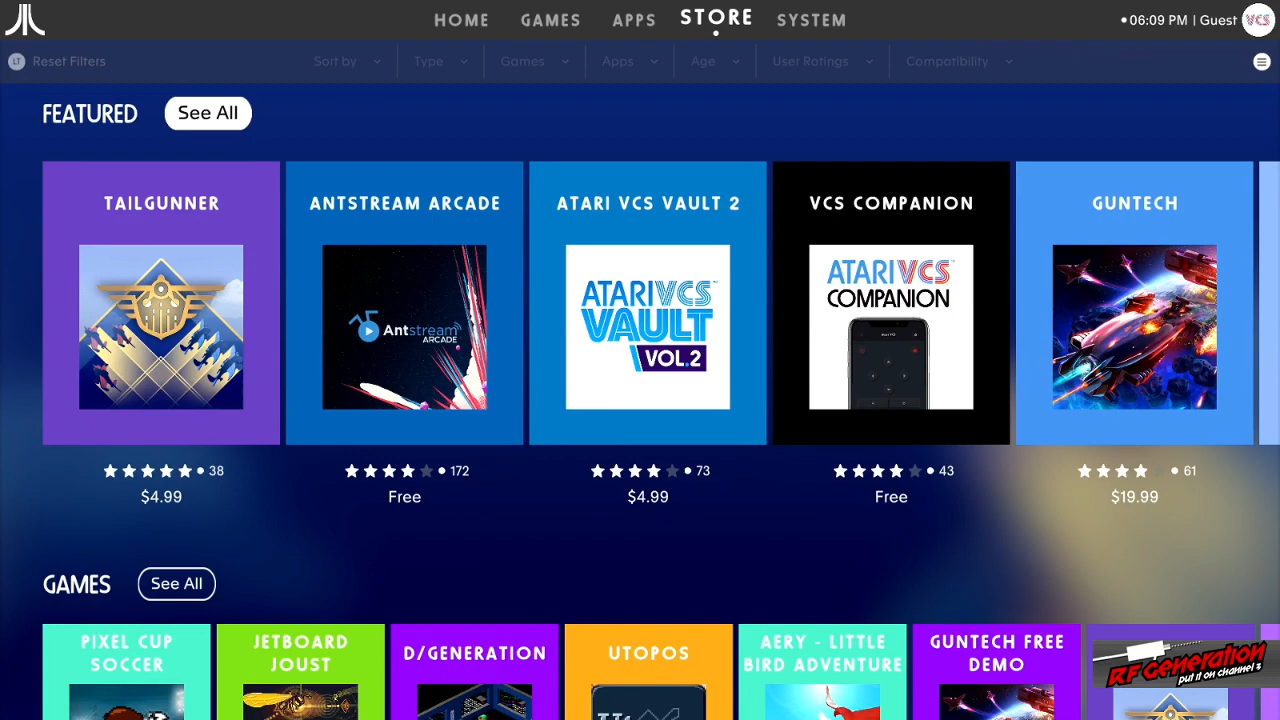 HOME GAMES APPS STORE SYSTEM
06:09 PM | Guest VCS
LT Reset Filters Sort by Type Games Apps Age User Ratings Compatibility
FEATURED See All
TAILGUNNER
ANTSTREAM ARCADE
Antstream
ARCADE
ATARI VCS VAULT 2
ATARI VCS™
VAULT
VOL.2
VCS COMPANION
ATARI VCS™
COMPANION
GUNTECH
38
$4.99
172
Free
73
$4.99
43
Free
61
$19.99
GAMES See All
PIXEL CUP
SOCCER
JETBOARD
JOUST
D/GENERATION
UTOPOS
AERY - LITTLE
BIRD ADVENTURE
GUNTECH FREE
DEMO
RF GENERATION
put it on channel 3